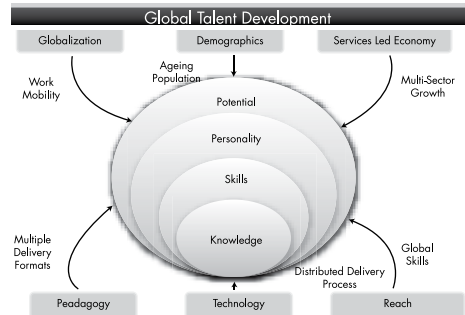 Global Talent Development
Globalization
Demographics
Services Led Economy
Ageing
Population
Work
Mobility
Multi-Sector
Growth
Potential
Personality
Skills
Knowledge
Multiple
Delivery
Formats
Global
Skills
Distributed Delivery
Process
Peadagogy
Technology
Reach